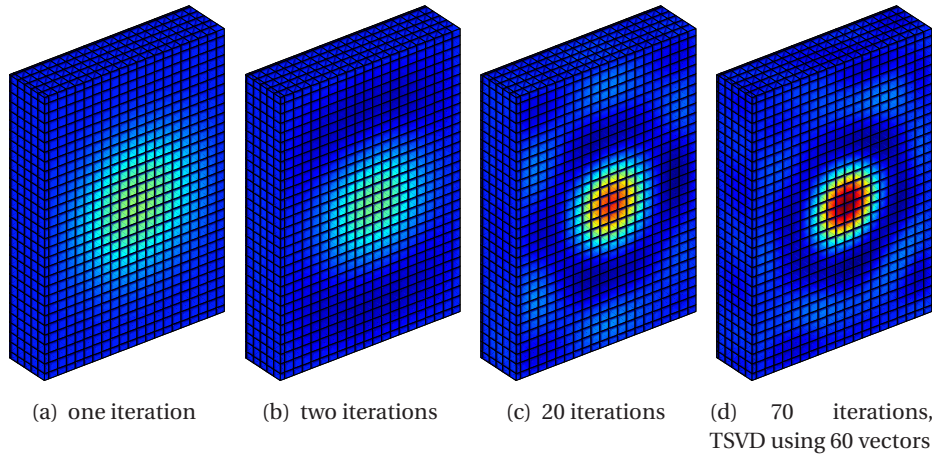 (a) one iteration
(b) two iterations
(c) 20 iterations
(d) 70 iterations,
TSVD using 60 vectors